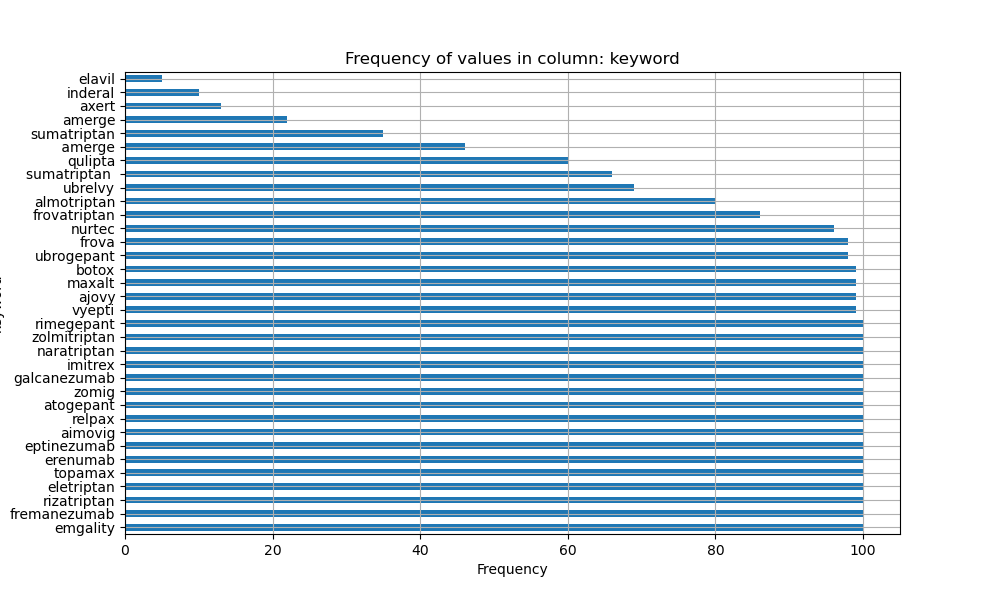 Frequency of values in column: keyword
elavil
inderal
axert
amerge
sumatriptan
amerge
qulipta
sumatriptan
ubrelvy
almotriptan
frovatriptan
nurtec
frova
ubrogepant
botox
maxalt
ajovy
vyepti
rimegepant
zolmitriptan
naratriptan
imitrex
galcanezumab
zomig
atogepant
relpax
aimovig
eptinezumab
erenumab
topamax
eletriptan
rizatriptan
fremanezumab
emgality
0 20 40 60 80 100
Frequency